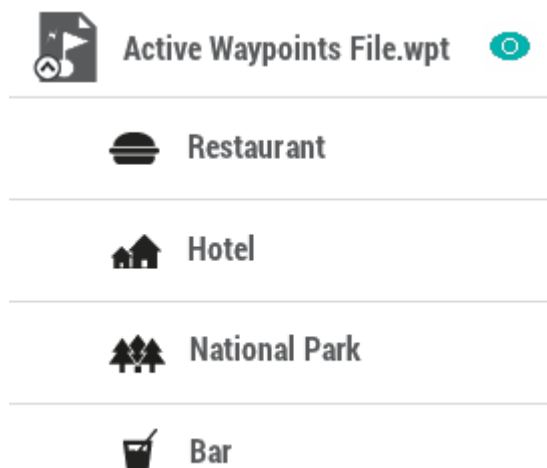 Active Waypoints File.wpt
Restaurant
Hotel
National Park
Bar